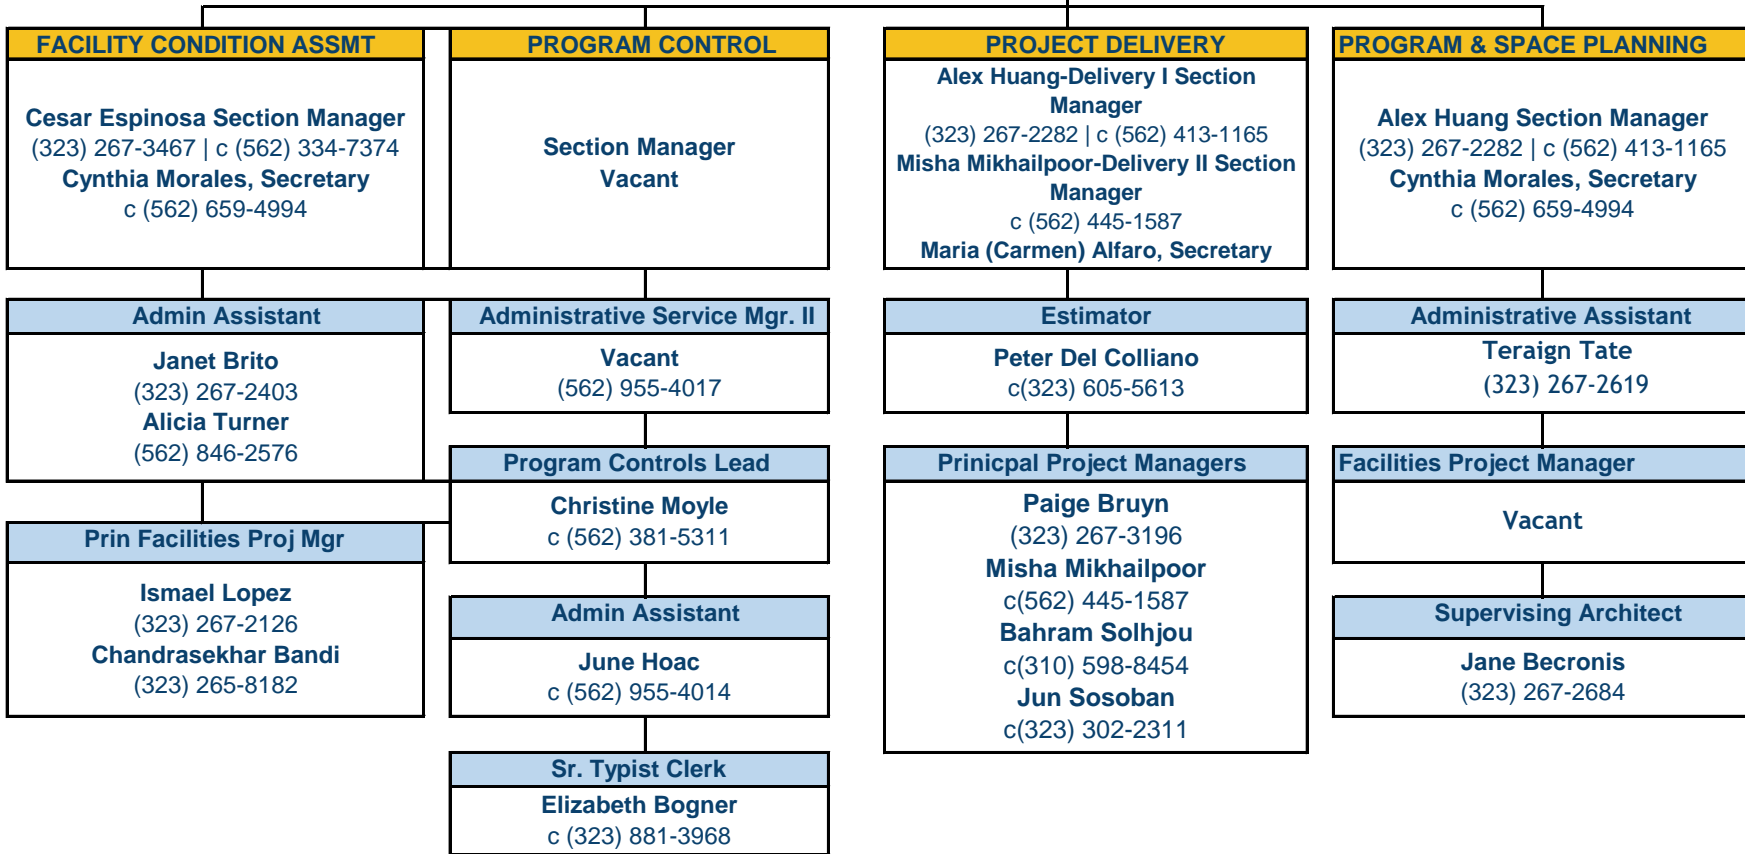 FACILITY CONDITION ASSMT
Cesar Espinosa Section Manager
(323) 267-3467 | c (562) 334-7374
Cynthia Morales, Secretary
c (562) 659-4994
Admin Assistant
Janet Brito
(323) 267-2403
Alicia Turner
(562) 846-2576
Prin Facilities Proj Mgr
Ismael Lopez
(323) 267-2126
Chandrasekhar Bandi
(323) 265-8182
PROGRAM CONTROL
Section Manager
Vacant
Administrative Service Mgr. II
Vacant
(562) 955-4017
Program Controls Lead
Christine Moyle
c (562) 381-5311
Admin Assistant
June Hoac
c (562) 955-4014
Sr. Typist Clerk
Elizabeth Bogner
c (323) 881-3968
PROJECT DELIVERY
Alex Huang-Delivery I Section
Manager
(323) 267-2282 | c (562) 413-1165
Misha Mikhailpoor-Delivery II Section
Manager
c (562) 445-1587
Maria (Carmen) Alfaro, Secretary
Estimator
Peter Del Colliano
c(323) 605-5613
Prinicpal Project Managers
Paige Bruyn
(323) 267-3196
Misha Mikhailpoor
c(562) 445-1587
Bahram Solhjou
c(310) 598-8454
Jun Sosoban
c(323) 302-2311
PROGRAM & SPACE PLANNING
Alex Huang Section Manager
(323) 267-2282 | c (562) 413-1165
Cynthia Morales, Secretary
c (562) 659-4994
Administrative Assistant
Teraign Tate
(323) 267-2619
Facilities Project Manager
Vacant
Supervising Architect
Jane Becronis
(323) 267-2684